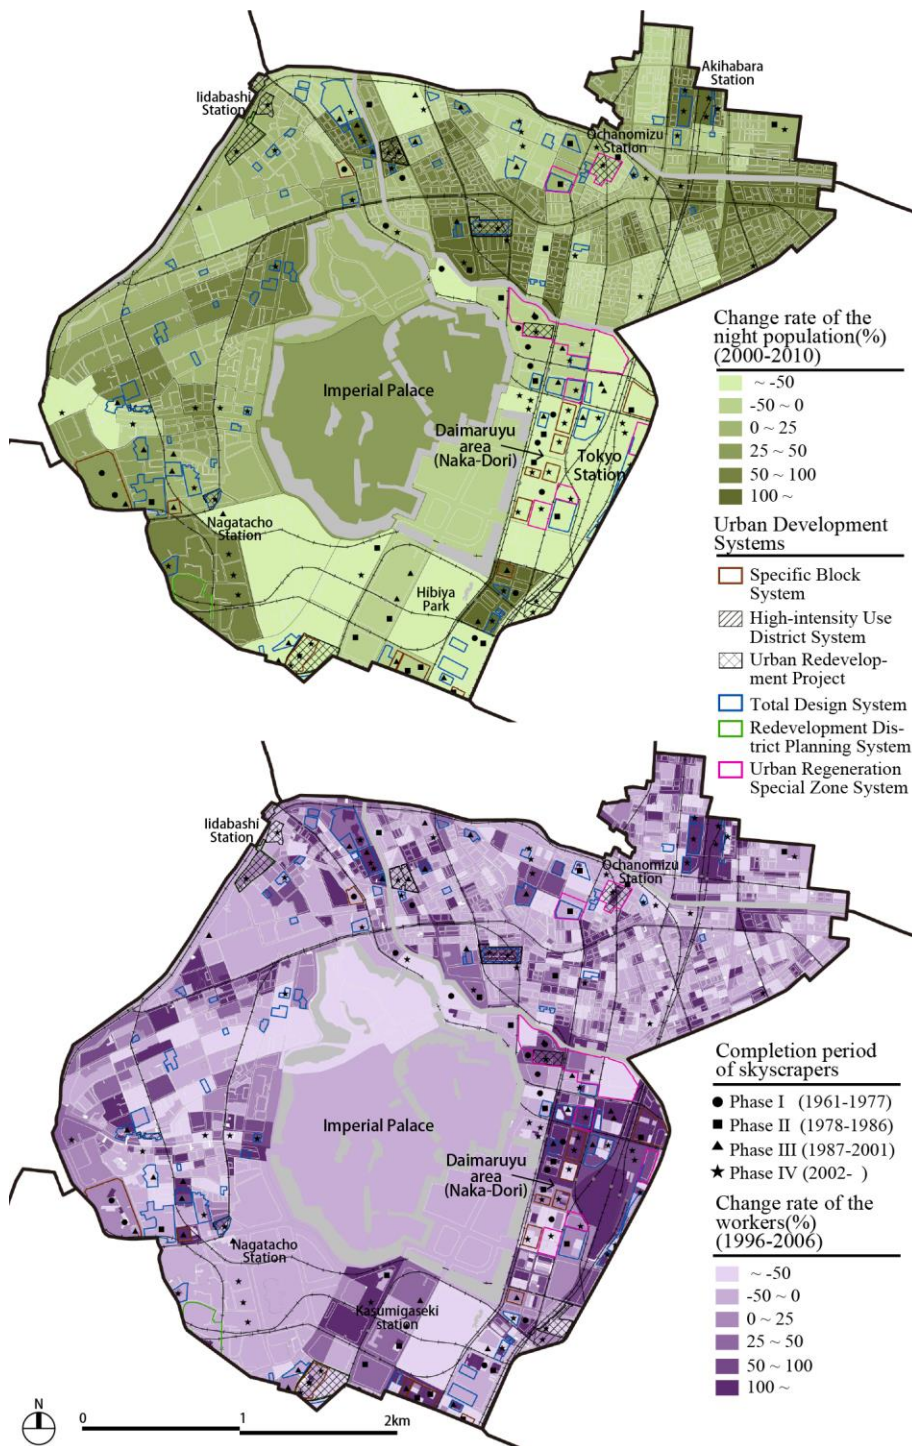 Akihabara
Station
Iidabashi
Station
Ochanomizu
Station
Imperial Palace
Daimaruyu
area
(Naka-Dori)
Tokyo
Station
Nagatacho
Station
Hibiya
Park
Change rate of the
night population(%)
(2000-2010)
~ -50
-50 ~ 0
0 ~ 25
25 ~ 50
50 ~ 100
100 ~
Urban Development
Systems
Specific Block
System
High-intensity Use
District System
Urban Redevelop-
ment Project
Total Design System
Redevelopment Dis-
trict Planning System
Urban Regeneration
Special Zone System
Iidabashi
Station
Ochanomizu
Station
Imperial Palace
Daimaruyu
area
(Naka-Dori)
Nagatacho
Station
Kasumigaseki
station
Completion period
of skyscrapers
Phase I (1961-1977)
Phase II (1978-1986)
Phase III (1987-2001)
Phase IV (2002- )
Change rate of the
workers(%)
(1996-2006)
~ -50
-50 ~ 0
0 ~ 25
25 ~ 50
50 ~ 100
100 ~
N
0 1 2km